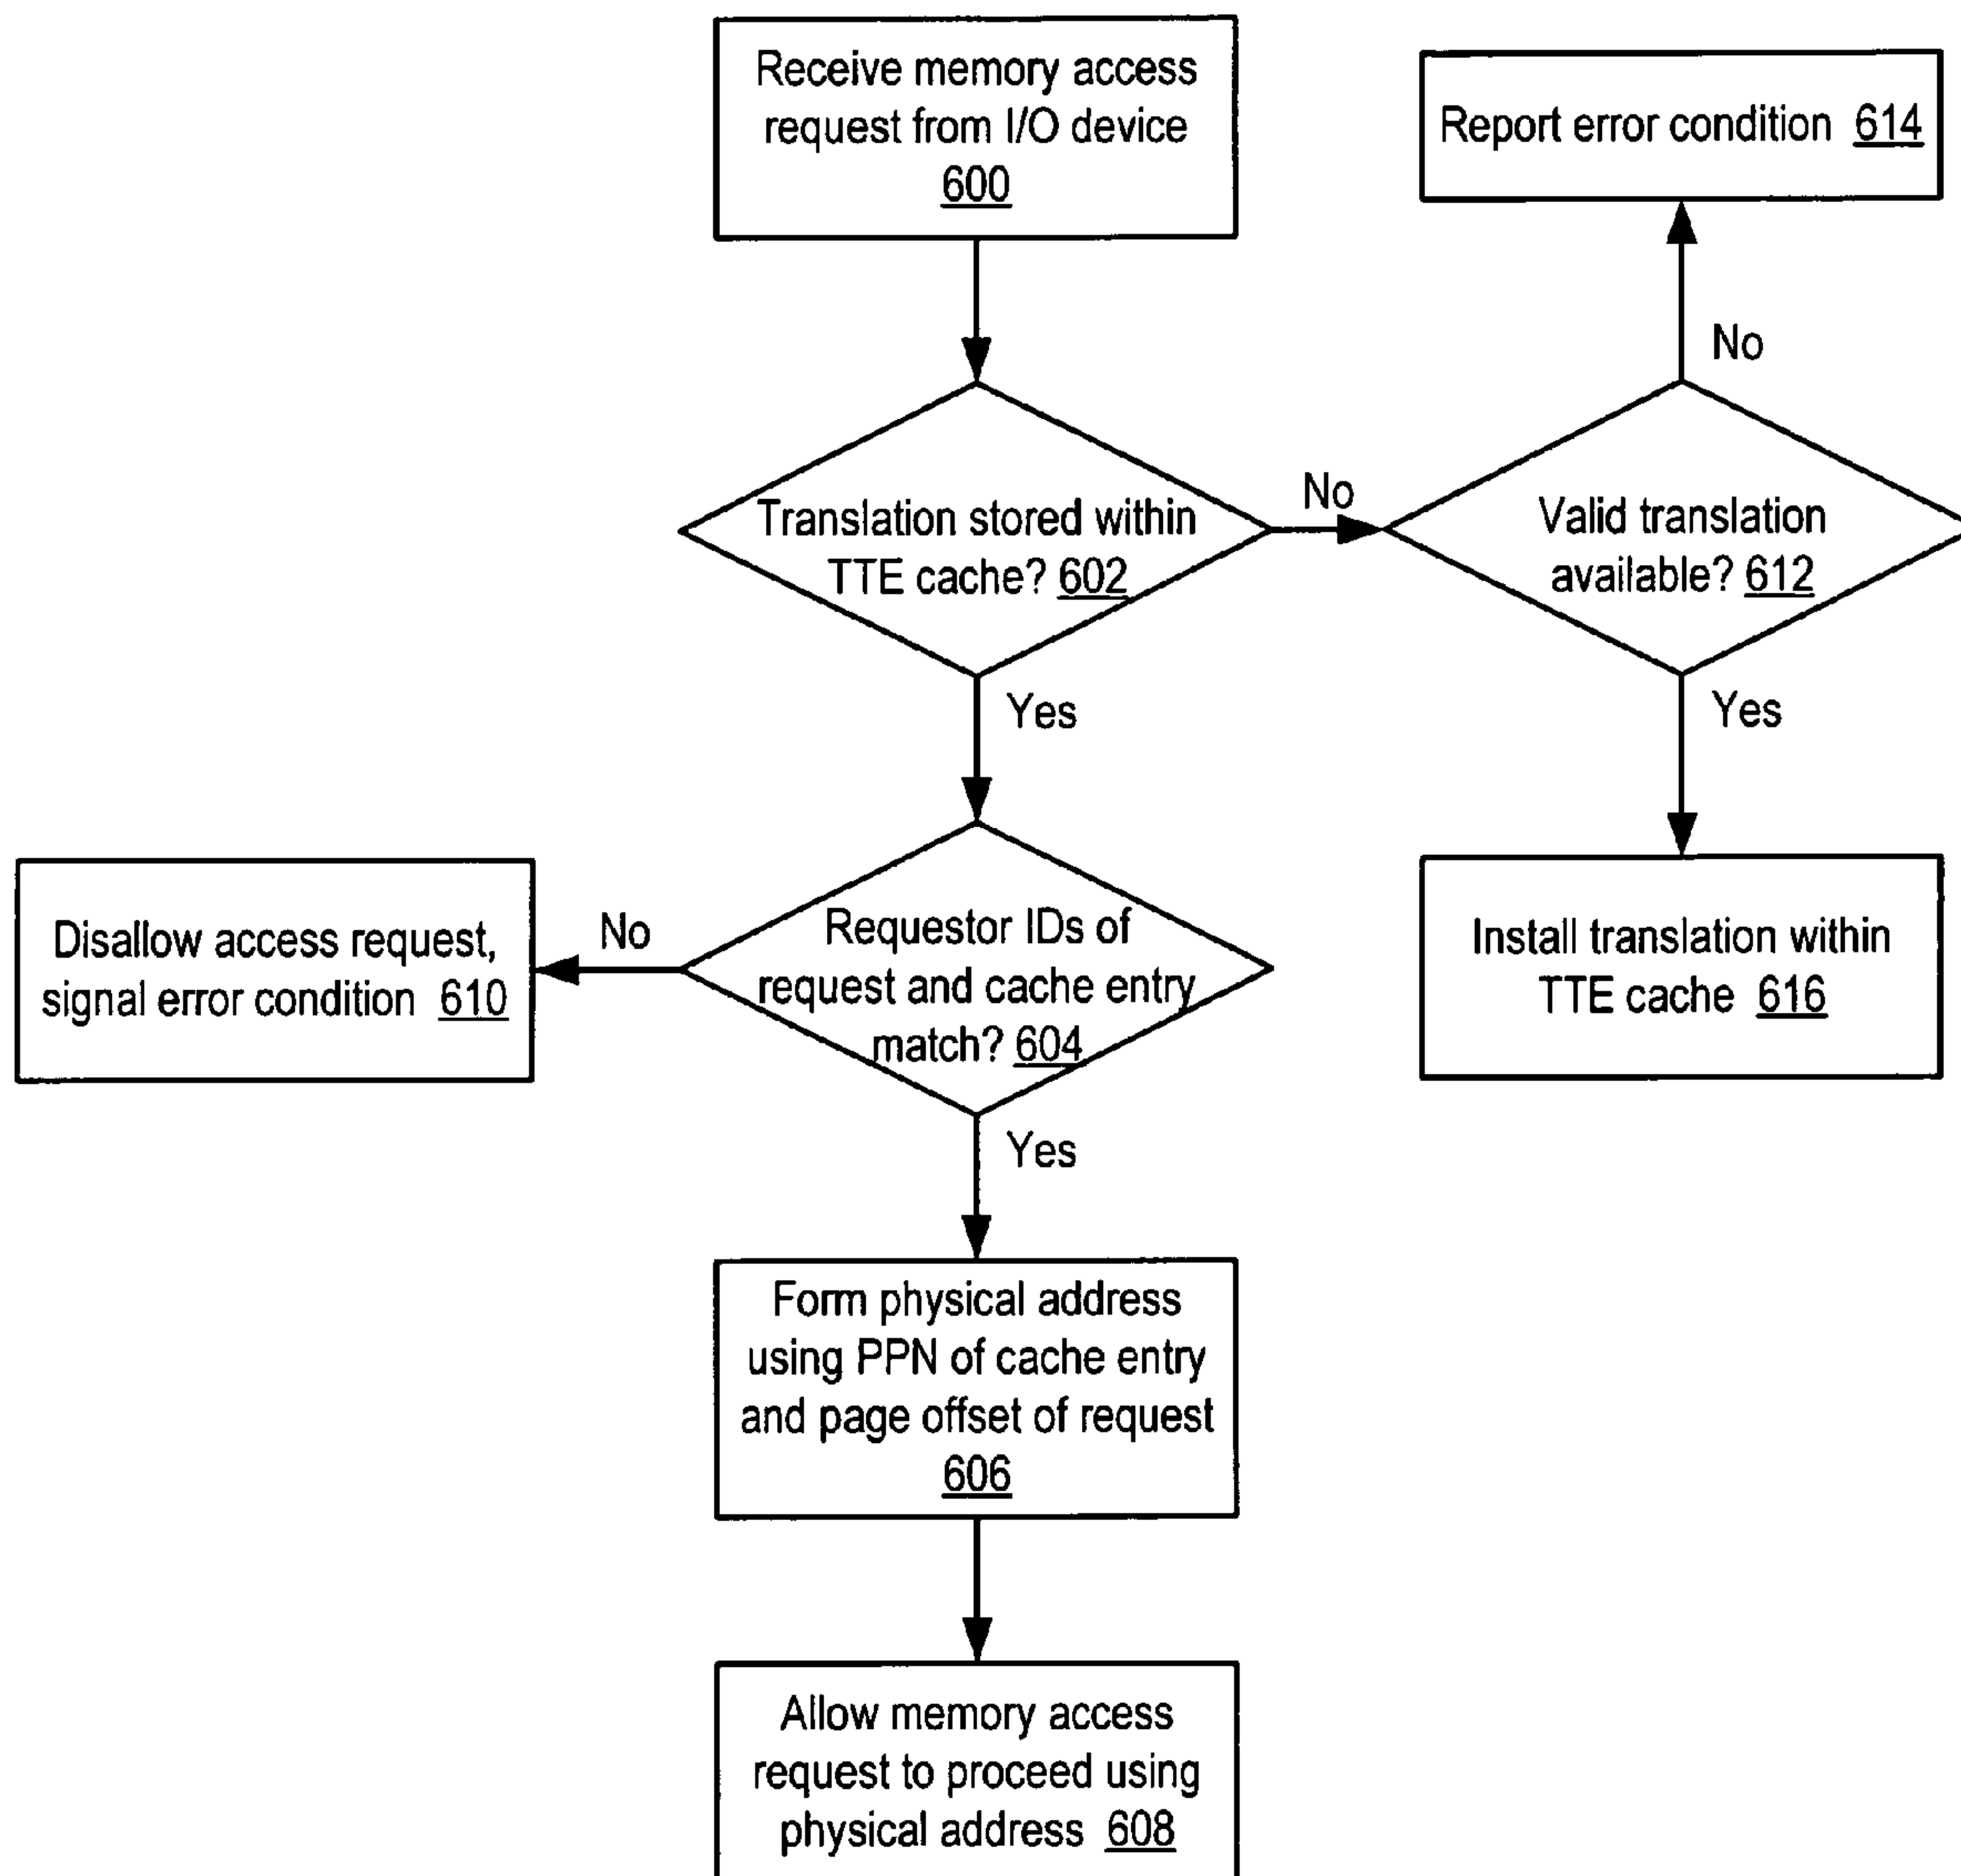 Receive memory access
request from I/O device
600
Report error condition 614
No
Translation stored within
TTE cache? 602
No
Valid translation
available? 612
Yes
Yes
Disallow access request,
signal error condition 610
No
Requestor IDs of
request and cache entry
match? 604
Install translation within
TTE cache 616
Yes
Form physical address
using PPN of cache entry
and page offset of request
606
Allow memory access
request to proceed using
physical address 608